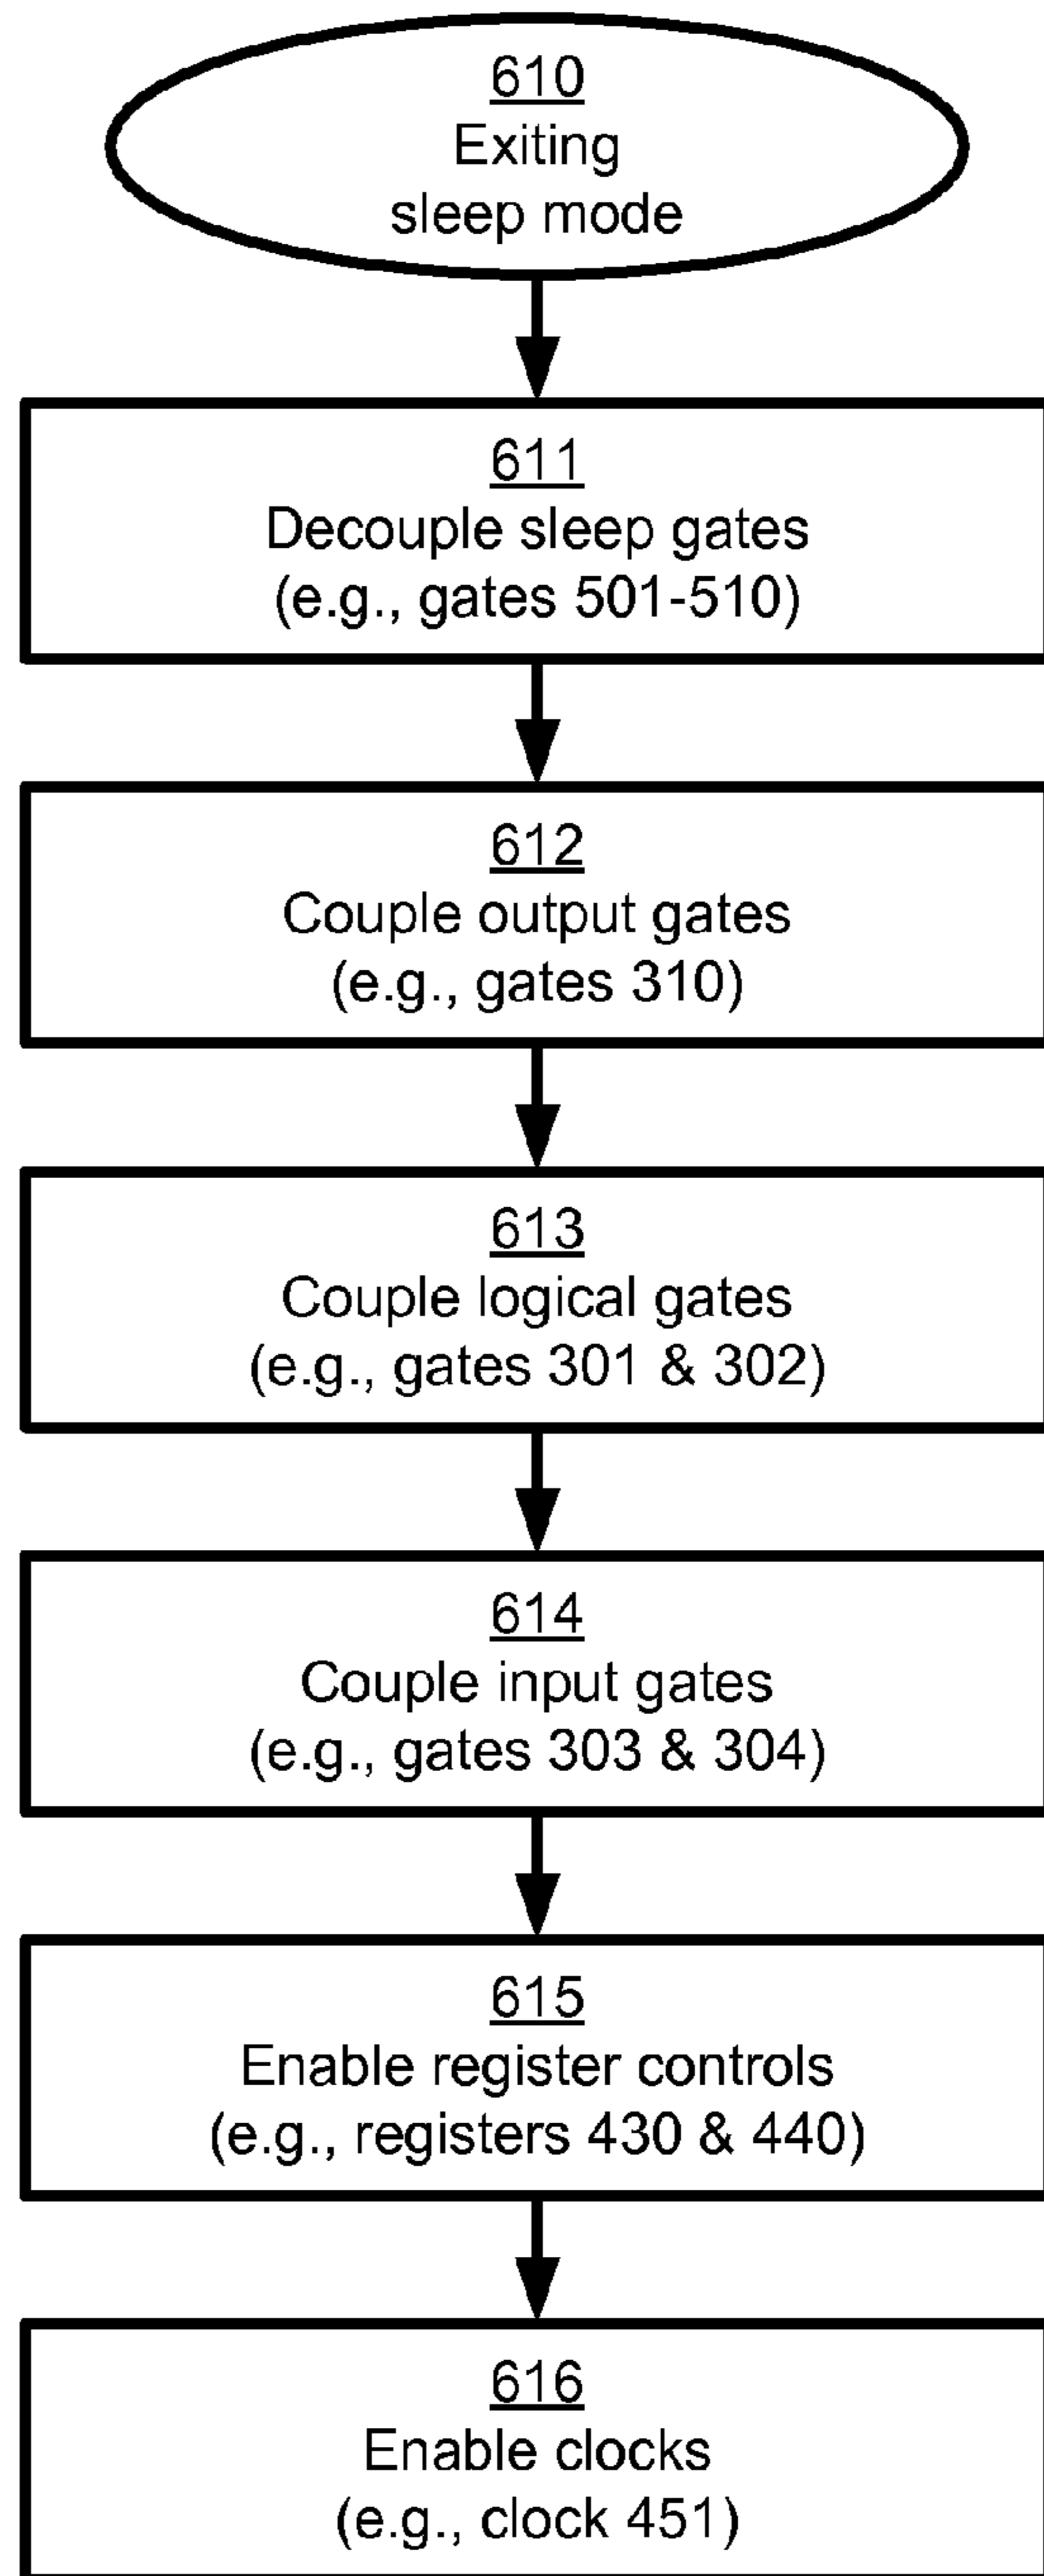 610
Exiting
sleep mode
611
Decouple sleep gates
(e.g., gates 501-510)
612
Couple output gates
(e.g., gates 310)
613
Couple logical gates
(e.g., gates 301 & 302)
614
Couple input gates
(e.g., gates 303 & 304)
615
Enable register controls
(e.g., registers 430 & 440)
616
Enable clocks
(e.g., clock 451)